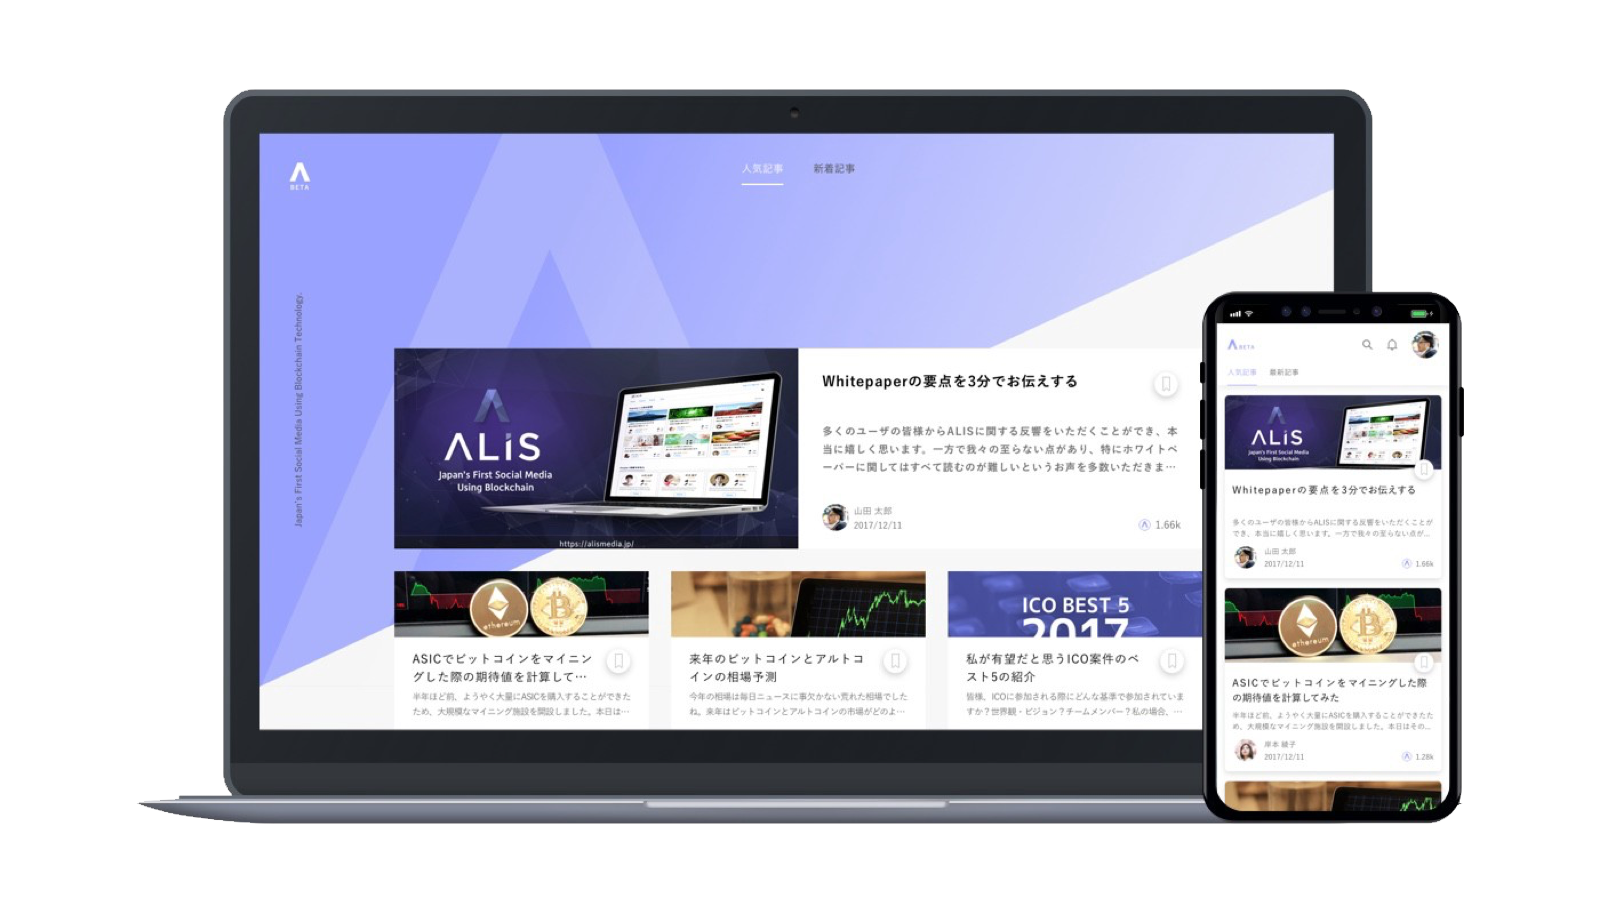 BETA
人気記事
新着記事
Japan's First Social Media Using Blockchain Technology.
ALIS
Japan's First Social Media
Using Blockchain
https://alismedia.jp/
Whitepaperの要点を3分でお伝えする
多くのユーザの皆様からALISに関する反響をいただくことができ、本
当に嬉しく思います。一方で我々の至らない点があり、特にホワイトペ
ーパーに関してはすべて読むのが難しいというお声を多数いただきま…
山田 太郎
2017/12/11
1.66k
ethereum
ASICでビットコインをマイニン
グした際の期待値を計算して…
半年ほど前、ようやく大量にASICを購入することができた
ため、大規模なマイニング施設を開設しました。本日は…
来年のビットコインとアルトコ
インの相場予測
今年の相場は毎日ニュースに事欠かない荒れた相場でした
ね。来年はビットコインとアルトコインの市場がどのよ…
ICO BEST 5
2017
私が有望だと思うICO案件のベ
スト5の紹介
皆様、ICOに参加される際にどんな基準で参加されていま
すか？世界観・ビジョン？チームメンバー？私の場合、…
BETA
人気記事
最新記事
ALIS
Japan's First Social Media
Using Blockchain
Whitepaperの要点を3分でお伝えする
多くのユーザの皆様からALISに関する反響をいただくことがで
でき、本当に嬉しく思います。一方で我々の至らない点が…
山田 太郎
2017/12/11
1.66k
ethereum
ASICでビットコインをマイニングした際
の期待値を計算してみた
半年ほど前、ようやく大量にASICを購入することができたた
め、大規模なマイニング施設を開設しました。本日はその…
岸本 綾子
2017/12/11
1.28k